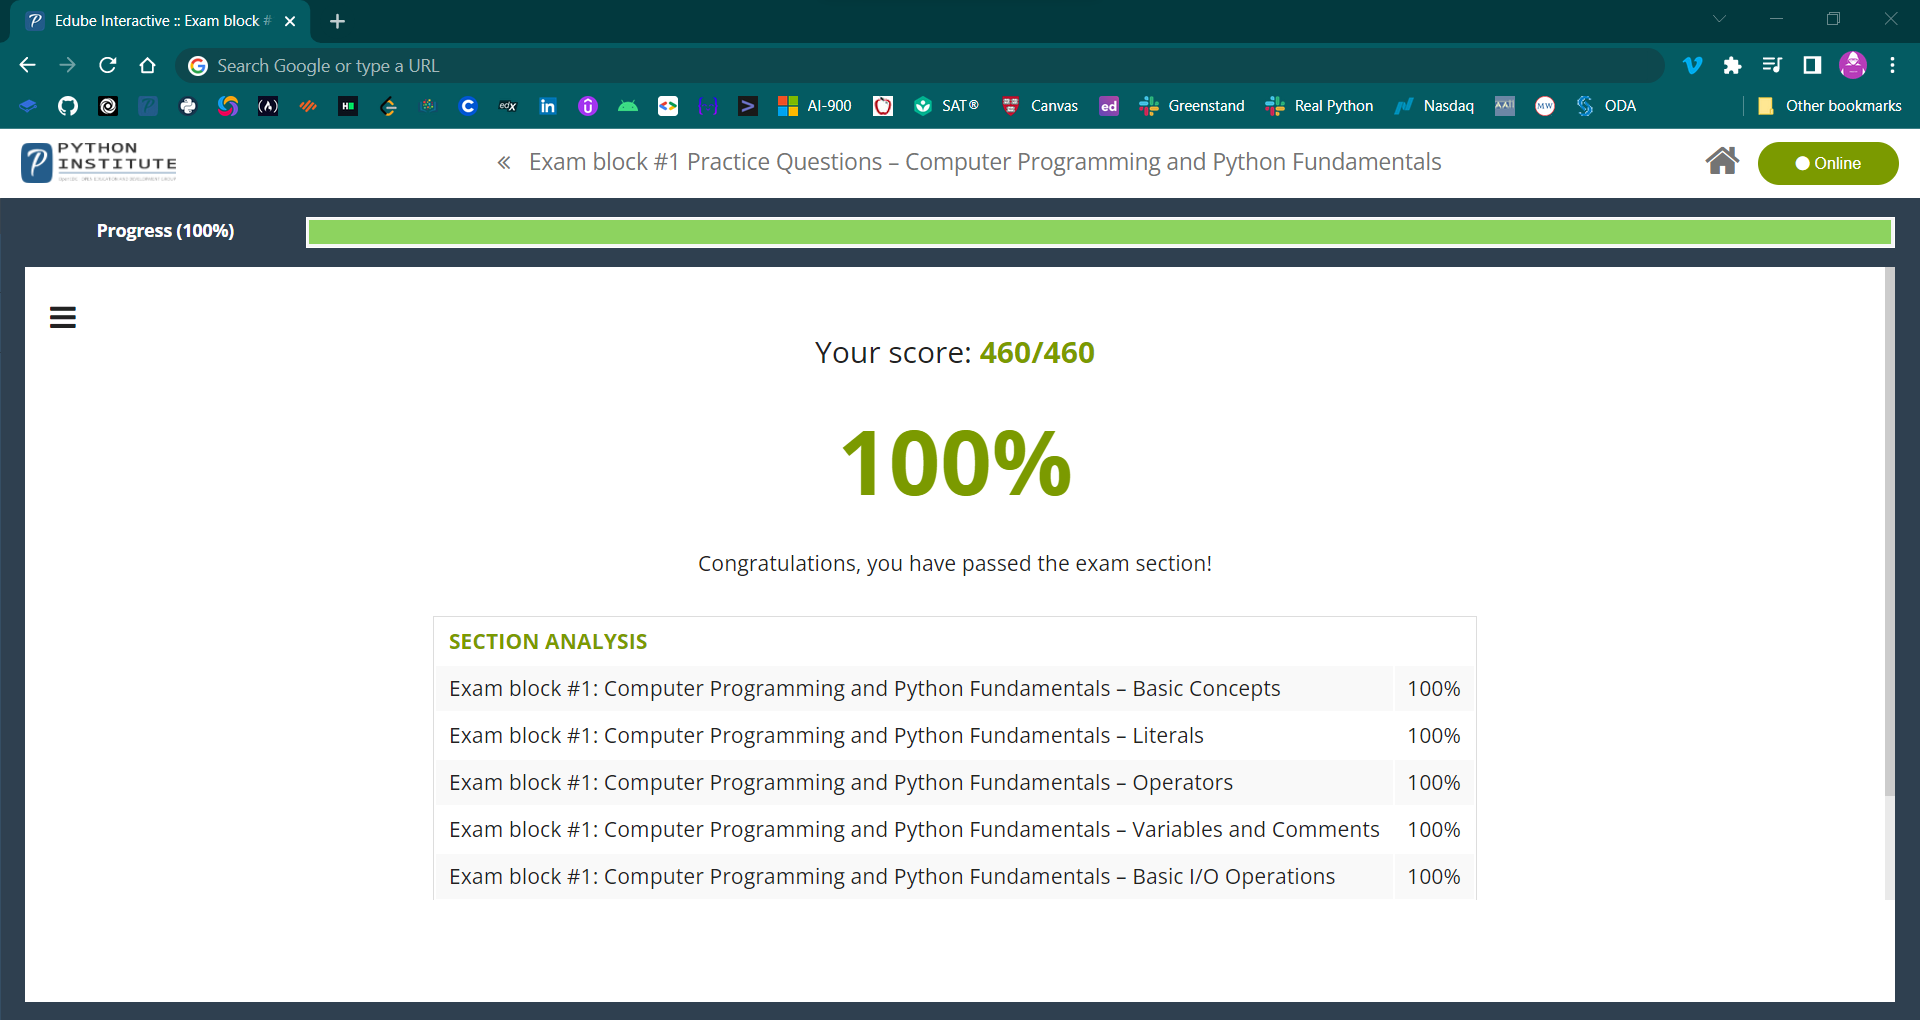 Edube Interactive :: Exam block #
Search Google or type a URL
AI-900 SAT® ed Canvas Greenstand Real Python Nasdaq AATI MW ODA Other bookmarks
PYTHON
INSTITUTE
« Exam block #1 Practice Questions – Computer Programming and Python Fundamentals
Online
Progress (100%)
Your score: 460/460
100%
Congratulations, you have passed the exam section!
SECTION ANALYSIS
Exam block #1: Computer Programming and Python Fundamentals – Basic Concepts 100%
Exam block #1: Computer Programming and Python Fundamentals – Literals 100%
Exam block #1: Computer Programming and Python Fundamentals – Operators 100%
Exam block #1: Computer Programming and Python Fundamentals – Variables and Comments 100%
Exam block #1: Computer Programming and Python Fundamentals – Basic I/O Operations 100%